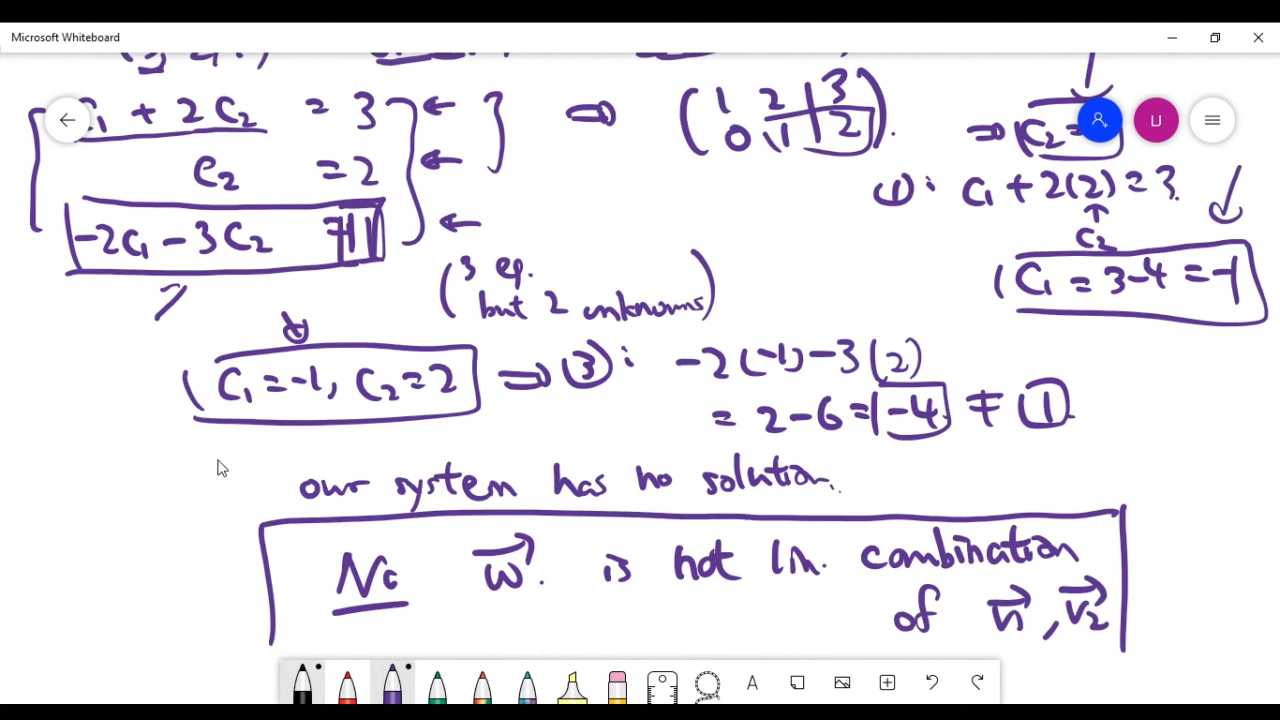 Microsoft Whiteboard
C1 + 2C2 = 3 ⇒ ( 1 2 | 3
0 1 | 2 ). ⇒ C2 =
C2 = 2
①: C1 + 2(2) = 3
C2
-2C1 - 3C2 = 1
C1 = 3-4 = -1
(3 eq.
but 2 unknowns)
C1 = -1, C2 = 2 ⇒ ③: -2(-1) - 3(2)
= 2 - 6 = -4 ≠ 1
our system has no solution.
No w⃗. is not lin. combination
of v⃗1, v⃗2